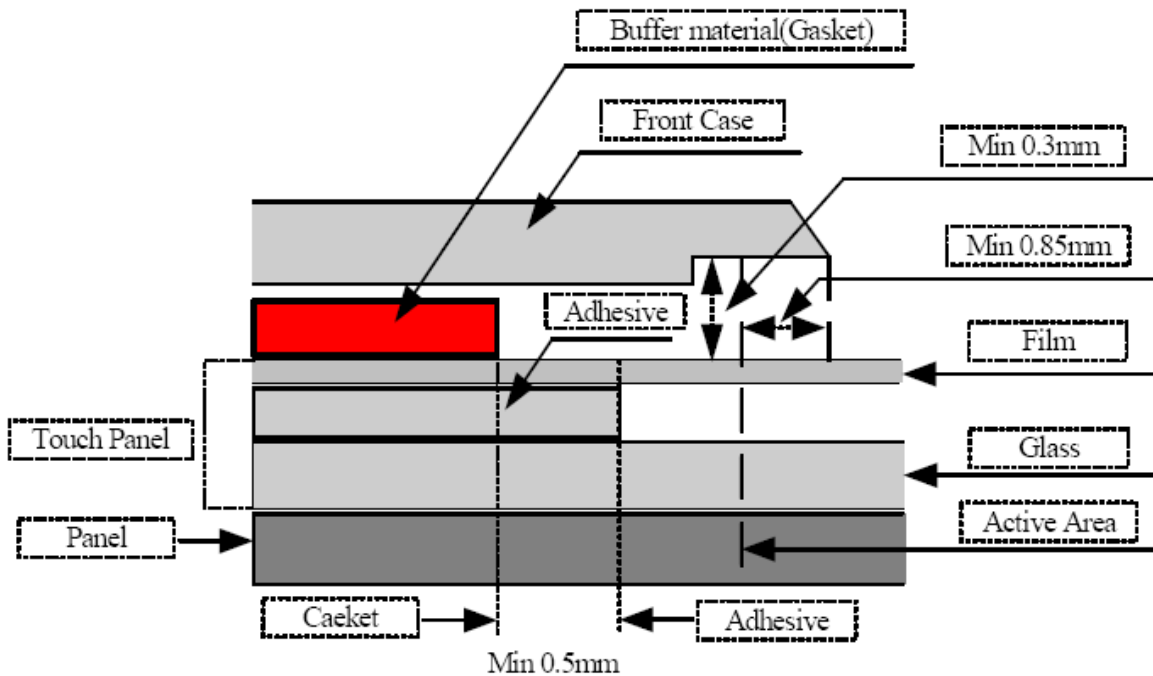 Buffer material(Gasket)
Front Case
Min 0.3mm
Min 0.85mm
Adhesive
Film
Touch Panel
Glass
Active Area
Panel
Caeket
Adhesive
Min 0.5mm